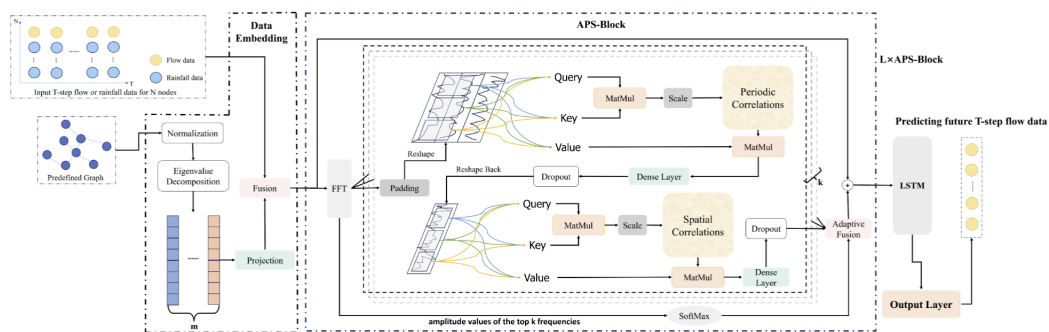 N
Flow data
Rainfall data
T
Input T-step flow or rainfall data for N nodes
Predefined Graph
Data
Embedding
Normalization
Eigenvalue
Decomposition
m
Fusion
Projection
APS-Block
FFT
Padding
Reshape
Query
Key
Value
MatMul
Scale
Periodic
Correlations
MatMul
Reshape Back
Dropout
Dense Layer
Query
Key
Value
MatMul
Scale
Spatial
Correlations
MatMul
Dense
Layer
Dropout
k
Adaptive
Fusion
SoftMax
amplitude values of the top k frequencies
L×APS-Block
LSTM
Predicting future T-step flow data
Output Layer